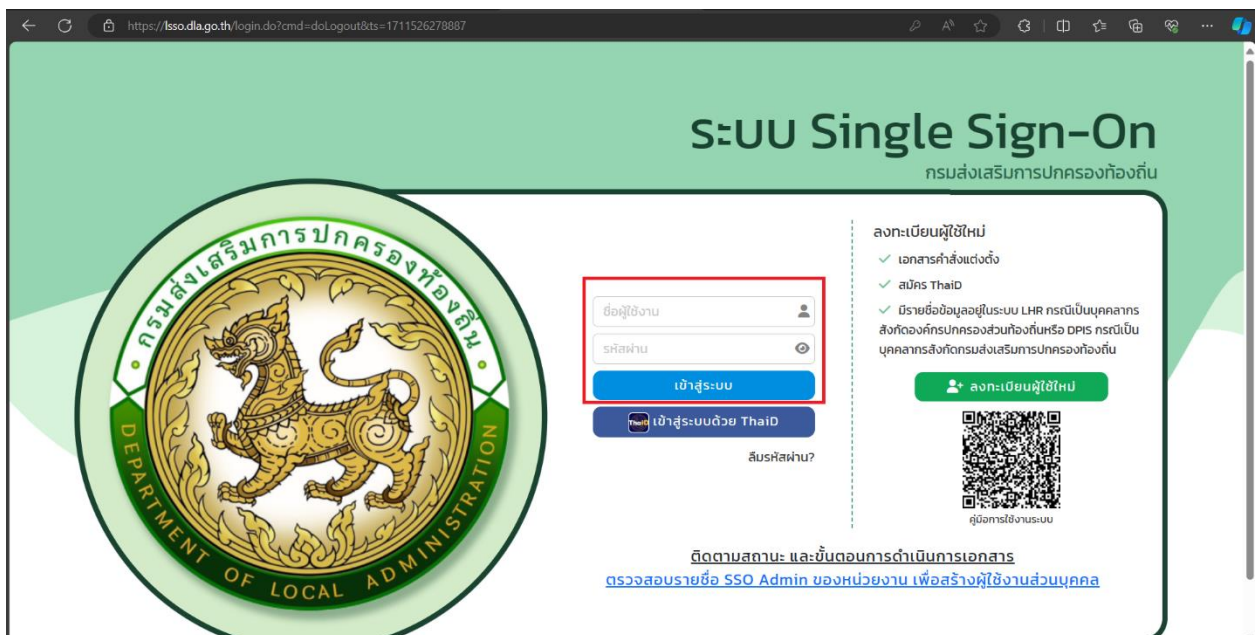 https://lsso.dla.go.th/login.do?cmd=doLogout&ts=1711526278887
ระบบ Single Sign-On
กรมส่งเสริมการปกครองท้องถิ่น
กรมส่งเสริมการปกครองท้องถิ่น
DEPARTMENT OF LOCAL ADMINISTRATION
ชื่อผู้ใช้งาน
รหัสผ่าน
เข้าสู่ระบบ
ThaiD เข้าสู่ระบบด้วย ThaiD
ลืมรหัสผ่าน?
ลงทะเบียนผู้ใช้ใหม่
เอกสารคำสั่งแต่งตั้ง
สมัคร ThaiD
มีรายชื่อข้อมูลอยู่ในระบบ LHR กรณีเป็นบุคคลากร
สังกัดองค์กรปกครองส่วนท้องถิ่นหรือ DPIS กรณีเป็น
บุคคลากรสังกัดกรมส่งเสริมการปกครองท้องถิ่น
ลงทะเบียนผู้ใช้ใหม่
คู่มือการใช้งานระบบ
ติดตามสถานะ และขั้นตอนการดำเนินการเอกสาร
ตรวจสอบรายชื่อ SSO Admin ของหน่วยงาน เพื่อสร้างผู้ใช้งานส่วนบุคคล